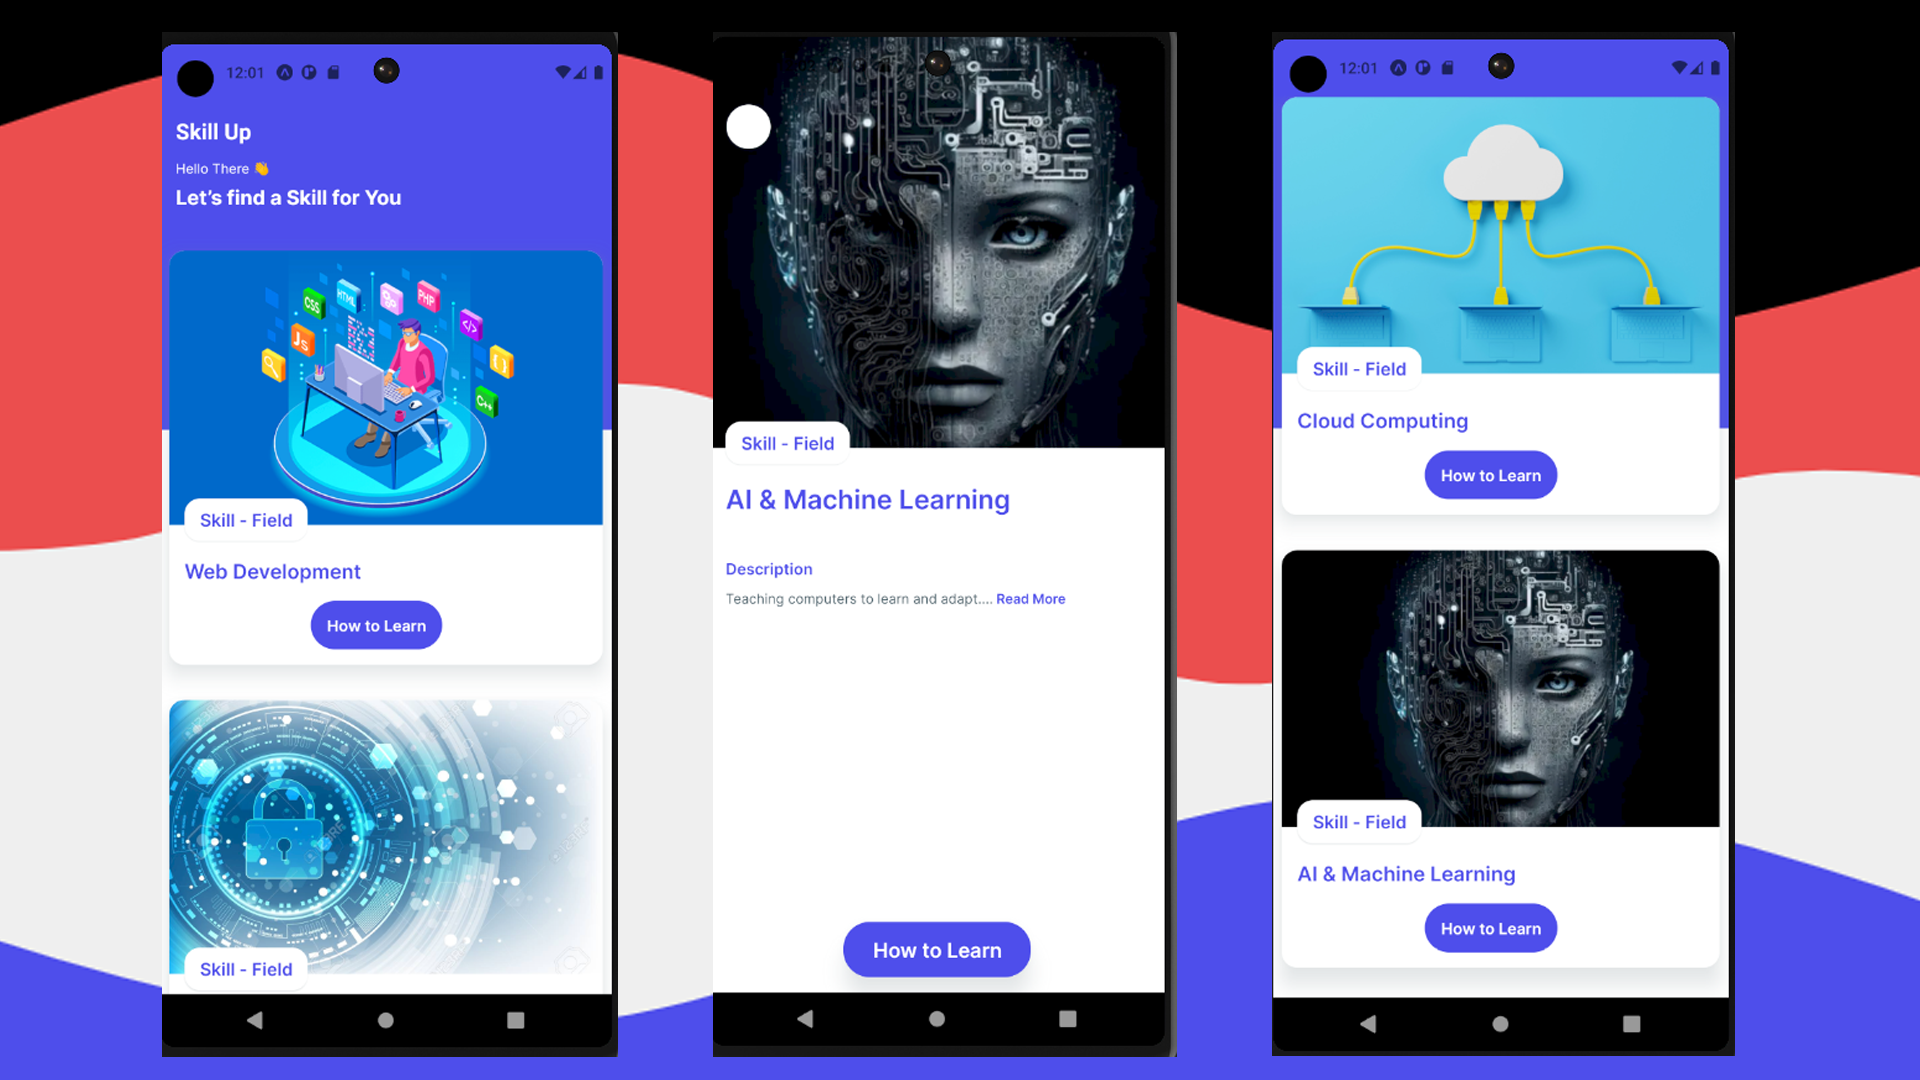 12:01
Skill Up
Hello There 👋
Let's find a Skill for You
CSS
HTML
PHP
JS
</>
{ }
C++
Skill - Field
Web Development
How to Learn
Skill - Field
Skill - Field
AI & Machine Learning
Description
Teaching computers to learn and adapt.... Read More
How to Learn
12:01
Skill - Field
Cloud Computing
How to Learn
Skill - Field
AI & Machine Learning
How to Learn